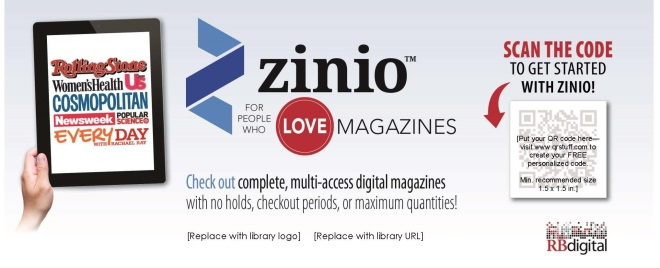 RollingStone
Women'sHealth Us
COSMOPOLITAN
Newsweek POPULAR SCIENCE
EVERY DAY
WITH RACHAEL RAY
zinio™
FOR PEOPLE WHO LOVE MAGAZINES
Check out complete, multi-access digital magazines
with no holds, checkout periods, or maximum quantities!
[Replace with library logo] [Replace with library URL]
SCAN THE CODE
TO GET STARTED
WITH ZINIO!
[Put your QR code here—
visit www.qrstuff.com to
create your FREE
personalized code.
Min. recommended size
1.5 x 1.5 in.]
RBdigital